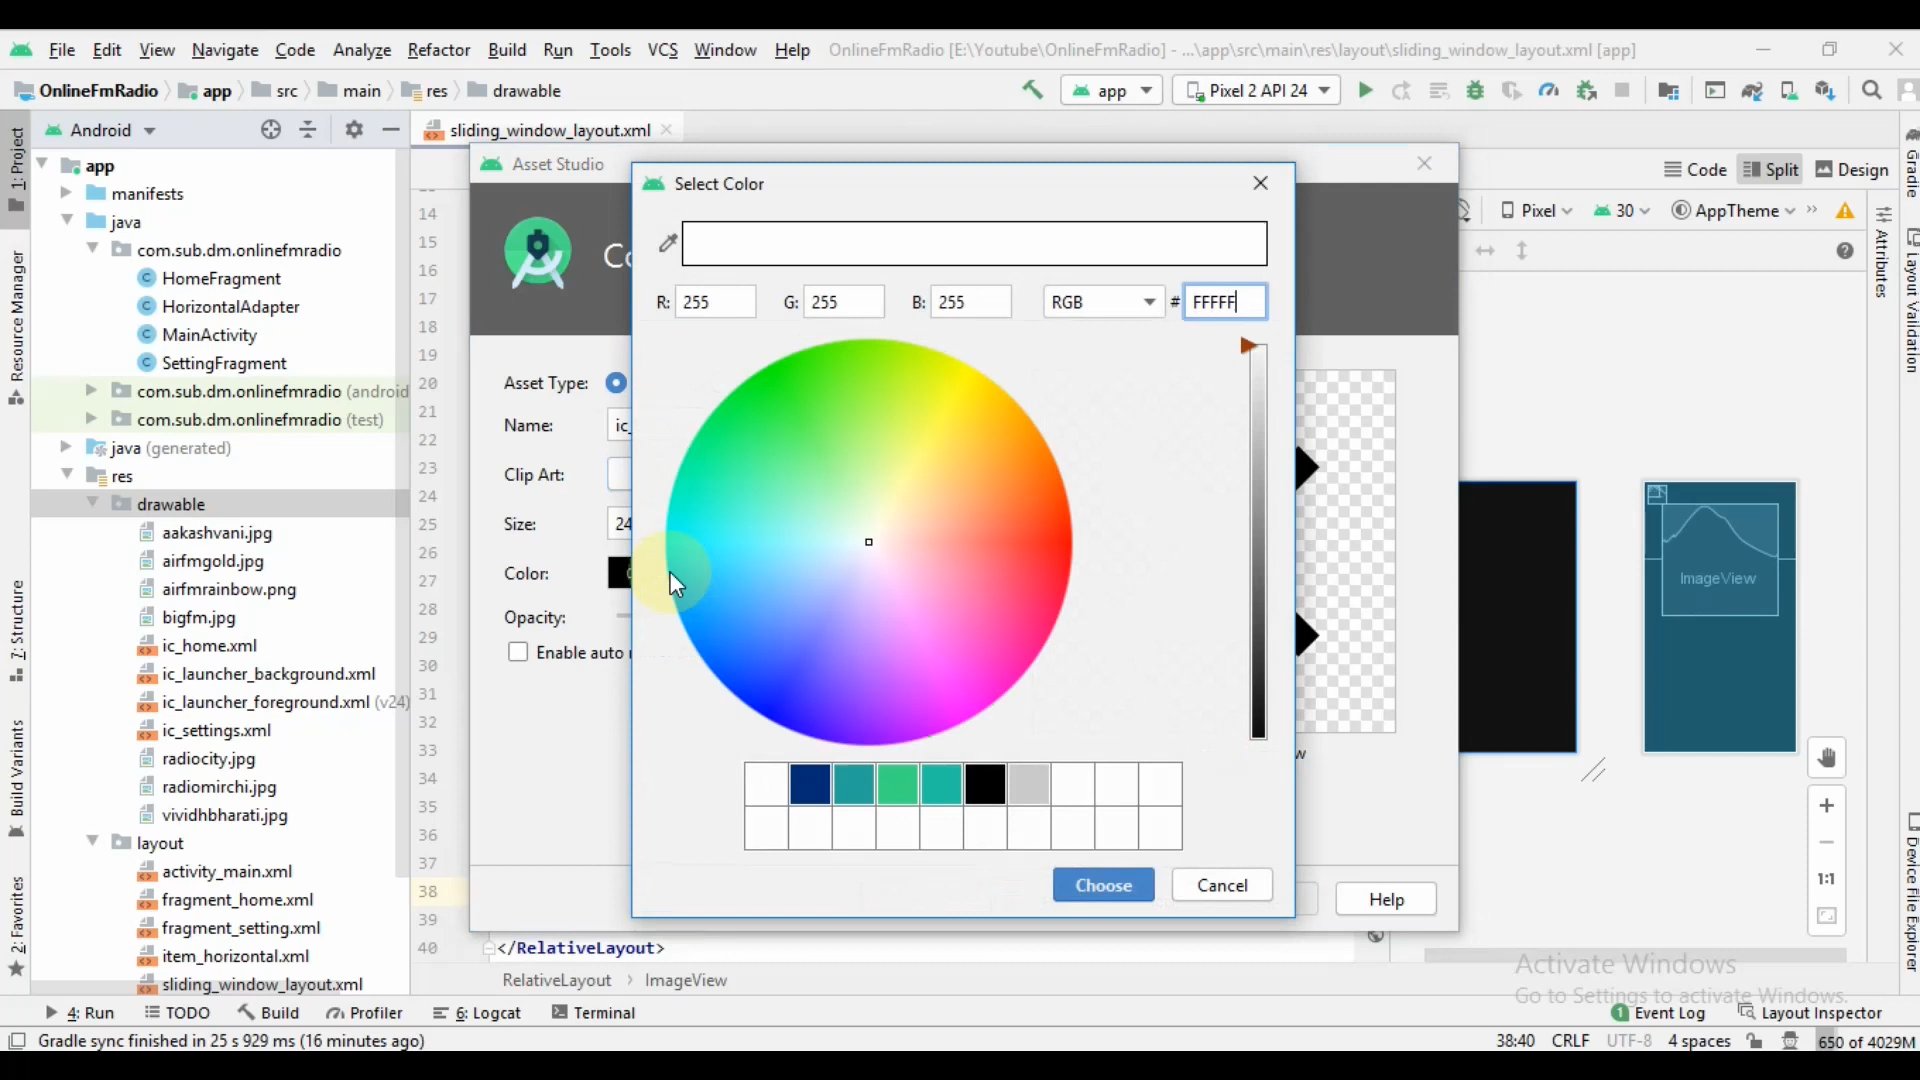 File Edit View Navigate Code Analyze Refactor Build Run Tools VCS Window Help OnlineFmRadio [E:\Youtube\OnlineFmRadio] - ...\app\src\main\res\layout\sliding_window_layout.xml [app]
OnlineFmRadio app src main res drawable app Pixel 2 API 24
Android sliding_window_layout.xml
1: Project
Resource Manager
7: Structure
Build Variants
2: Favorites
app
manifests
java
com.sub.dm.onlinefmradio
HomeFragment
HorizontalAdapter
MainActivity
SettingFragment
com.sub.dm.onlinefmradio (android
com.sub.dm.onlinefmradio (test)
java (generated)
res
drawable
aakashvani.jpg
airfmgold.jpg
airfmrainbow.png
bigfm.jpg
ic_home.xml
ic_launcher_background.xml
ic_launcher_foreground.xml (v24)
ic_settings.xml
radiocity.jpg
radiomirchi.jpg
vividhbharati.jpg
layout
activity_main.xml
fragment_home.xml
fragment_setting.xml
item_horizontal.xml
sliding_window_layout.xml
14
15
16
17
18
19
20
21
22
23
24
25
26
27
28
29
30
31
32
33
34
35
36
37
38
39
40 </RelativeLayout>
RelativeLayout ImageView
Asset Studio
Co
Asset Type:
Name: ic_
Clip Art:
Size: 24
Color:
Opacity:
Enable auto
Help
Select Color
R: 255 G: 255 B: 255 RGB # FFFFF
Choose Cancel
Code Split Design
Pixel 30 AppTheme
ImageView
1:1
Gradle
Attributes
Layout Validation
Device File Explorer
Activate Windows
Go to Settings to activate Windows.
4: Run TODO Build Profiler 6: Logcat Terminal 1 Event Log Layout Inspector
Gradle sync finished in 25 s 929 ms (16 minutes ago) 38:40 CRLF UTF-8 4 spaces 650 of 4029M